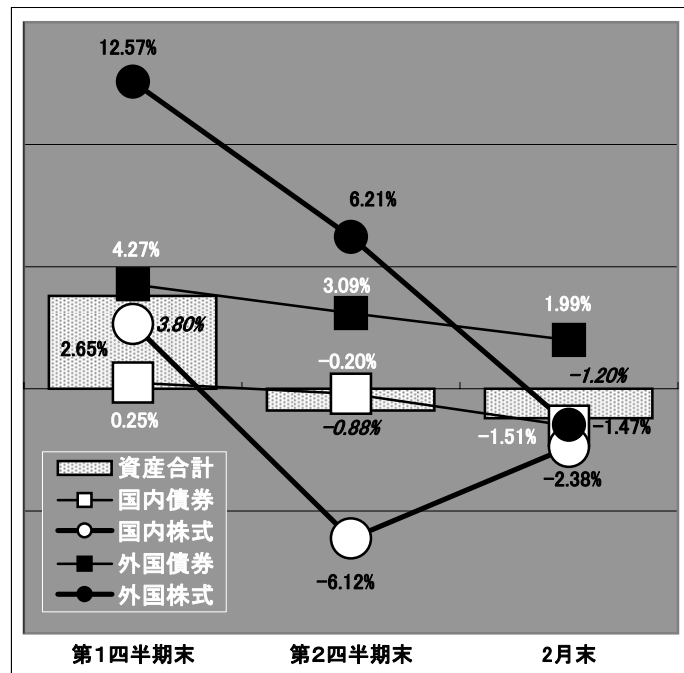 12.57%
6.21%
4.27%
3.09%
1.99%
3.80%
2.65%
-0.20%
-1.20%
0.25%
-0.88%
-1.51%
-1.47%
-2.38%
-6.12%
資産合計
国内債券
国内株式
外国債券
外国株式
第1四半期末 第2四半期末 2月末